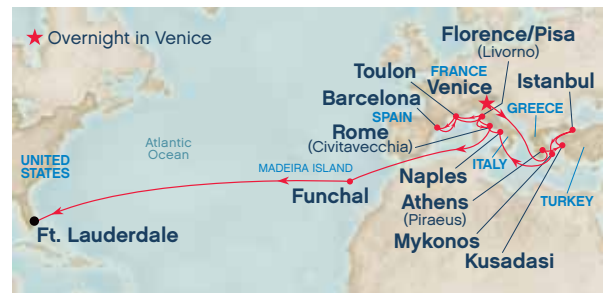 ★ Overnight in Venice
Florence/Pisa
(Livorno)
Toulon
FRANCE
Venice
Istanbul
Barcelona
SPAIN
GREECE
Rome
(Civitavecchia)
Atlantic
Ocean
UNITED
STATES
MADEIRA ISLAND
ITALY
Naples
Funchal
Athens
(Piraeus)
TURKEY
Ft. Lauderdale
Mykonos
Kusadasi